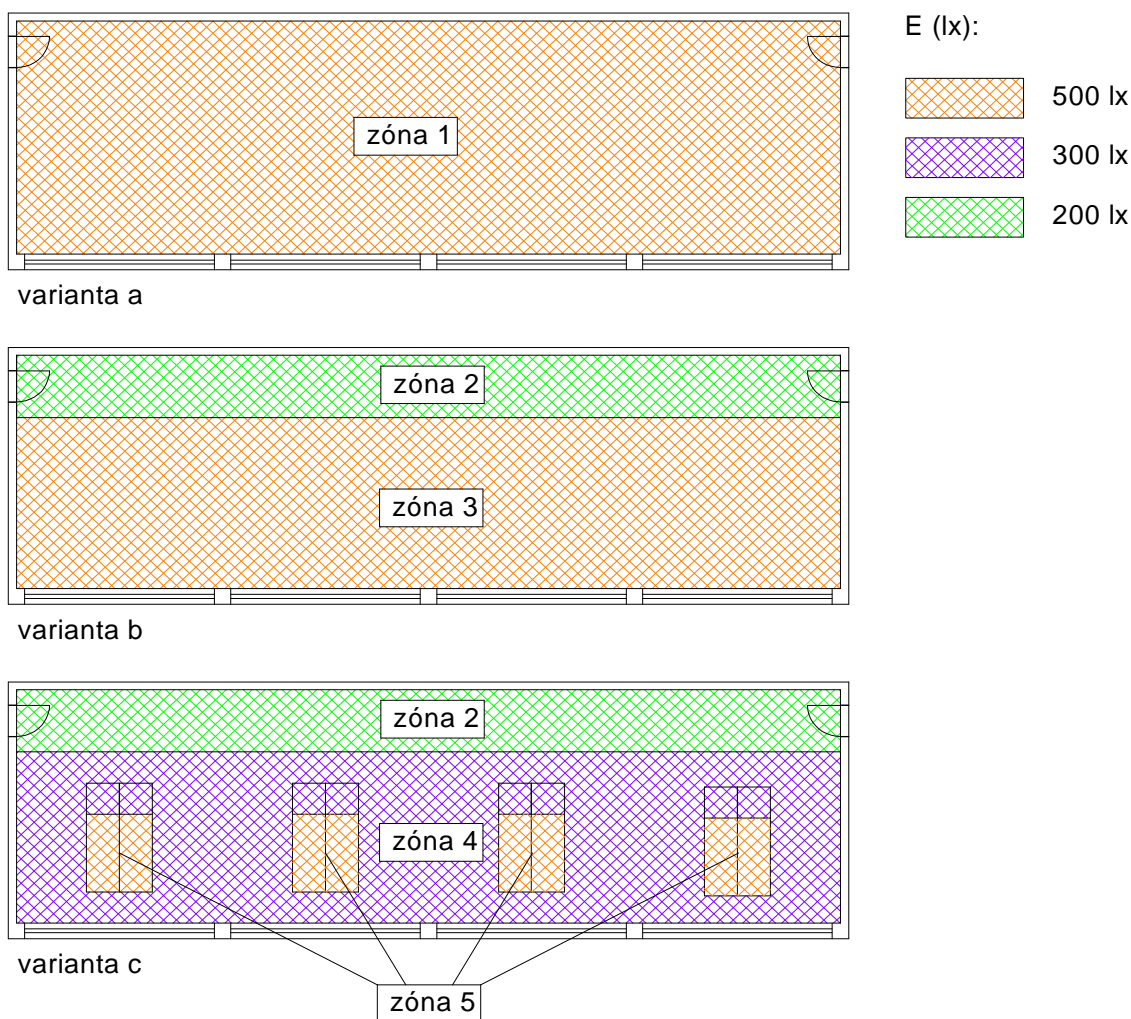 E (lx):
500 lx
300 lx
200 lx
zóna 1
varianta a
zóna 2
zóna 3
varianta b
zóna 2
zóna 4
varianta c
zóna 5